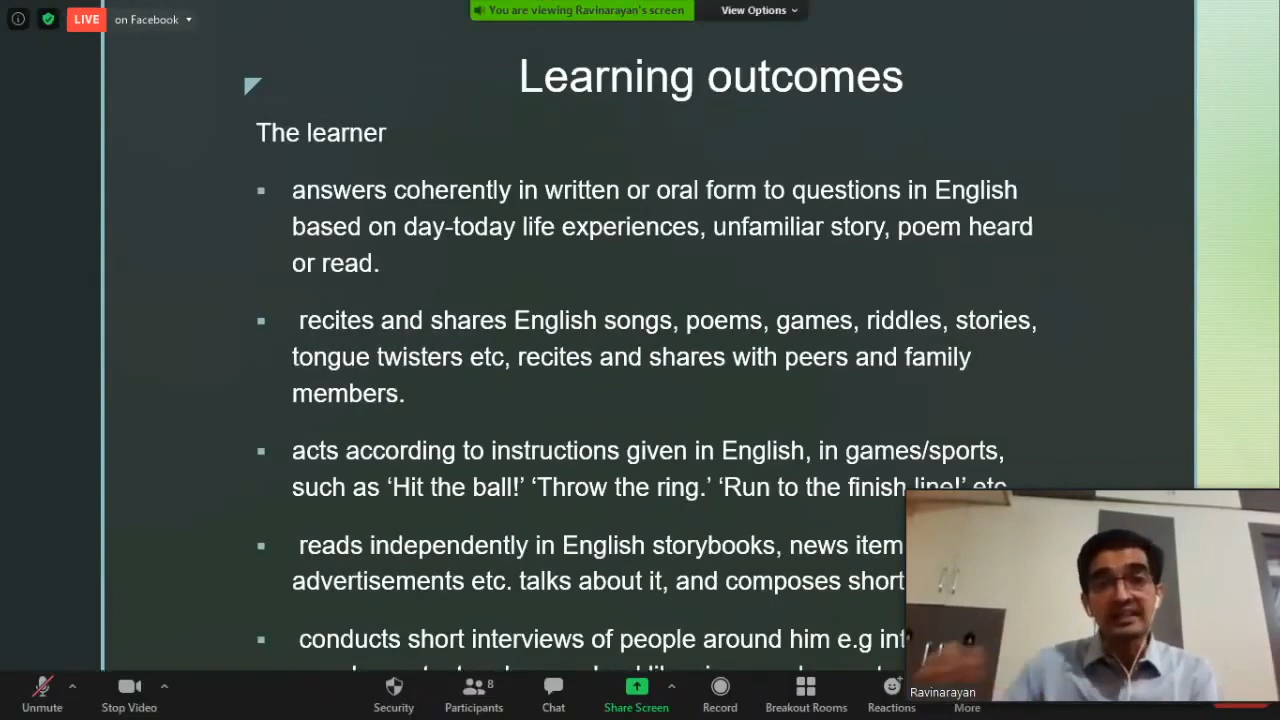 LIVE
on Facebook
You are viewing Ravinarayan's screen
View Options
Learning outcomes
The learner
answers coherently in written or oral form to questions in English
based on day-today life experiences, unfamiliar story, poem heard
or read.
recites and shares English songs, poems, games, riddles, stories,
tongue twisters etc, recites and shares with peers and family
members.
acts according to instructions given in English, in games/sports,
such as ‘Hit the ball!’ ‘Throw the ring.’ ‘Run to the finish line!’ etc
reads independently in English storybooks, news item
advertisements etc. talks about it, and composes short
conducts short interviews of people around him e.g
Ravinarayan
Unmute
Stop Video
Security
8
Participants
Chat
Share Screen
Record
Breakout Rooms
Reactions
More